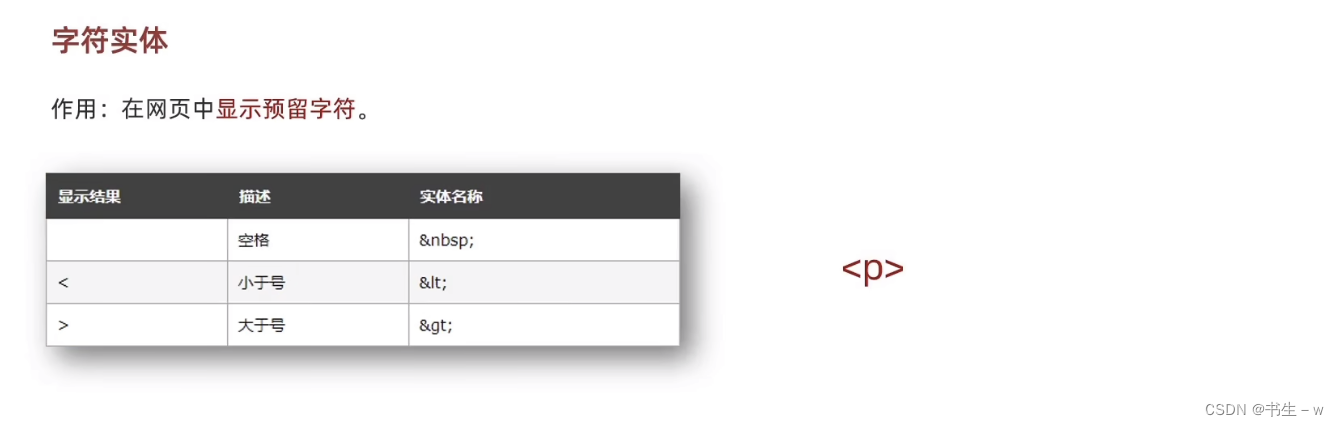 字符实体
作用：在网页中显示预留字符。
显示结果 描述 实体名称
空格 &nbsp;
< 小于号 &lt;
> 大于号 &gt;
<p>
CSDN @书生－w